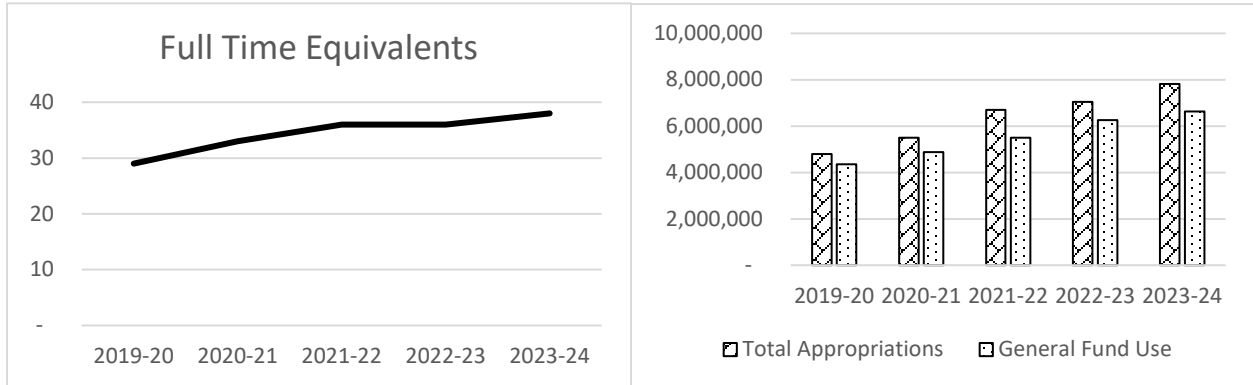 Full Time Equivalents
40
30
20
10
-
2019-20 2020-21 2021-22 2022-23 2023-24
10,000,000
8,000,000
6,000,000
4,000,000
2,000,000
-
2019-20 2020-21 2021-22 2022-23 2023-24
Total Appropriations General Fund Use